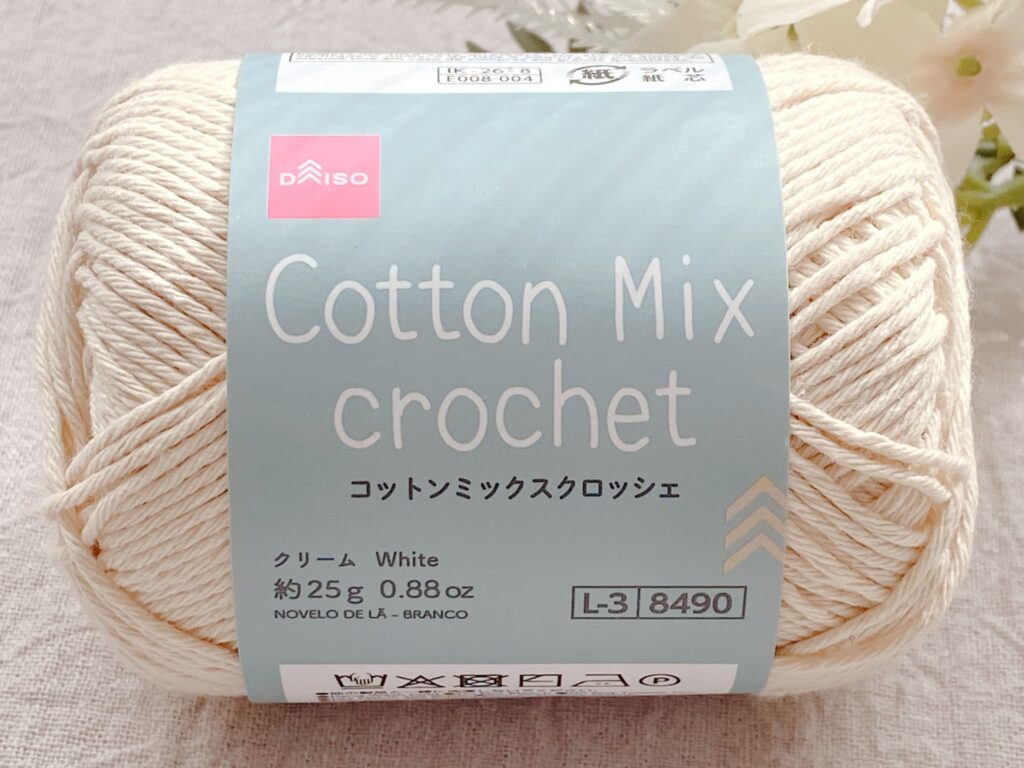 IK・26†8
E008-004
紙
ラベル
紙 芯
DAISO
Cotton Mix
crochet
コットンミックスクロッシェ
クリーム White
約25g 0.88oz
NOVELO DE LÃ - BRANCO
L-3 8490
P